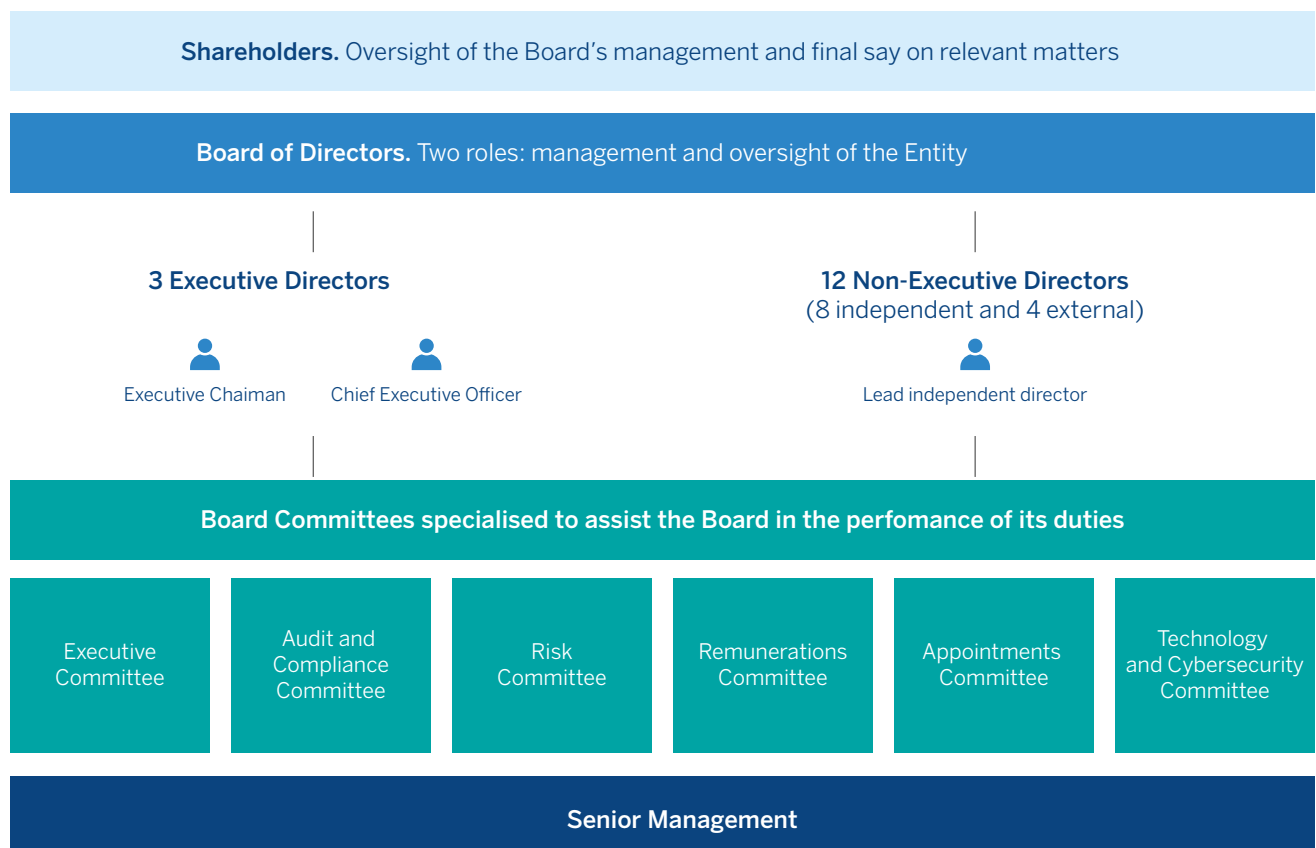 Shareholders. Oversight of the Board’s management and final say on relevant matters
Board of Directors. Two roles: management and oversight of the Entity
3 Executive Directors
12 Non-Executive Directors
(8 independent and 4 external)
Executive Chaiman
Chief Executive Officer
Lead independent director
Board Committees specialised to assist the Board in the perfomance of its duties
Executive
Committee
Audit and
Compliance
Committee
Risk
Committee
Remunerations
Committee
Appointments
Committee
Technology
and Cybersecurity
Committee
Senior Management